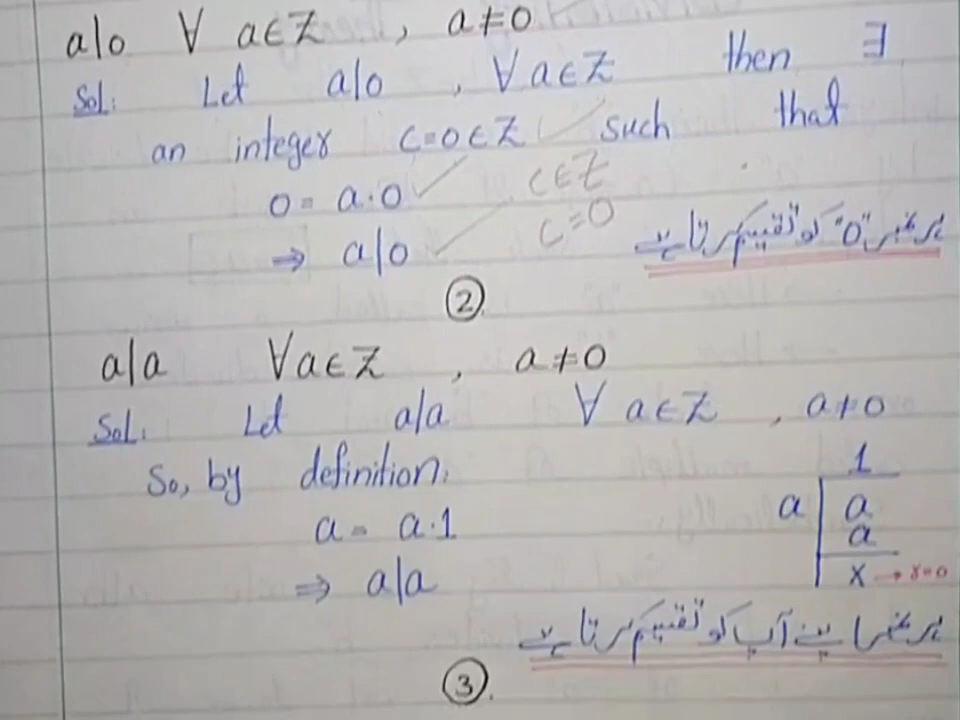 a|0 ∀ a∈Z , a≠0
Sol: Let a|0 , ∀ a∈Z then ∃
an integer c=0∈Z such that
0 = a·0 c∈Z
⇒ a|0 c=0
ہر عنصر "0" کو تقسیم کرتا ہے
②
a|a ∀a∈Z , a≠0
Sol: Let a|a ∀ a∈Z , a≠0
So, by definition, 1
a = a·1 a a
a
⇒ a|a x → r=0
ہر عنصر اپنے آپ کو تقسیم کرتا ہے
③.